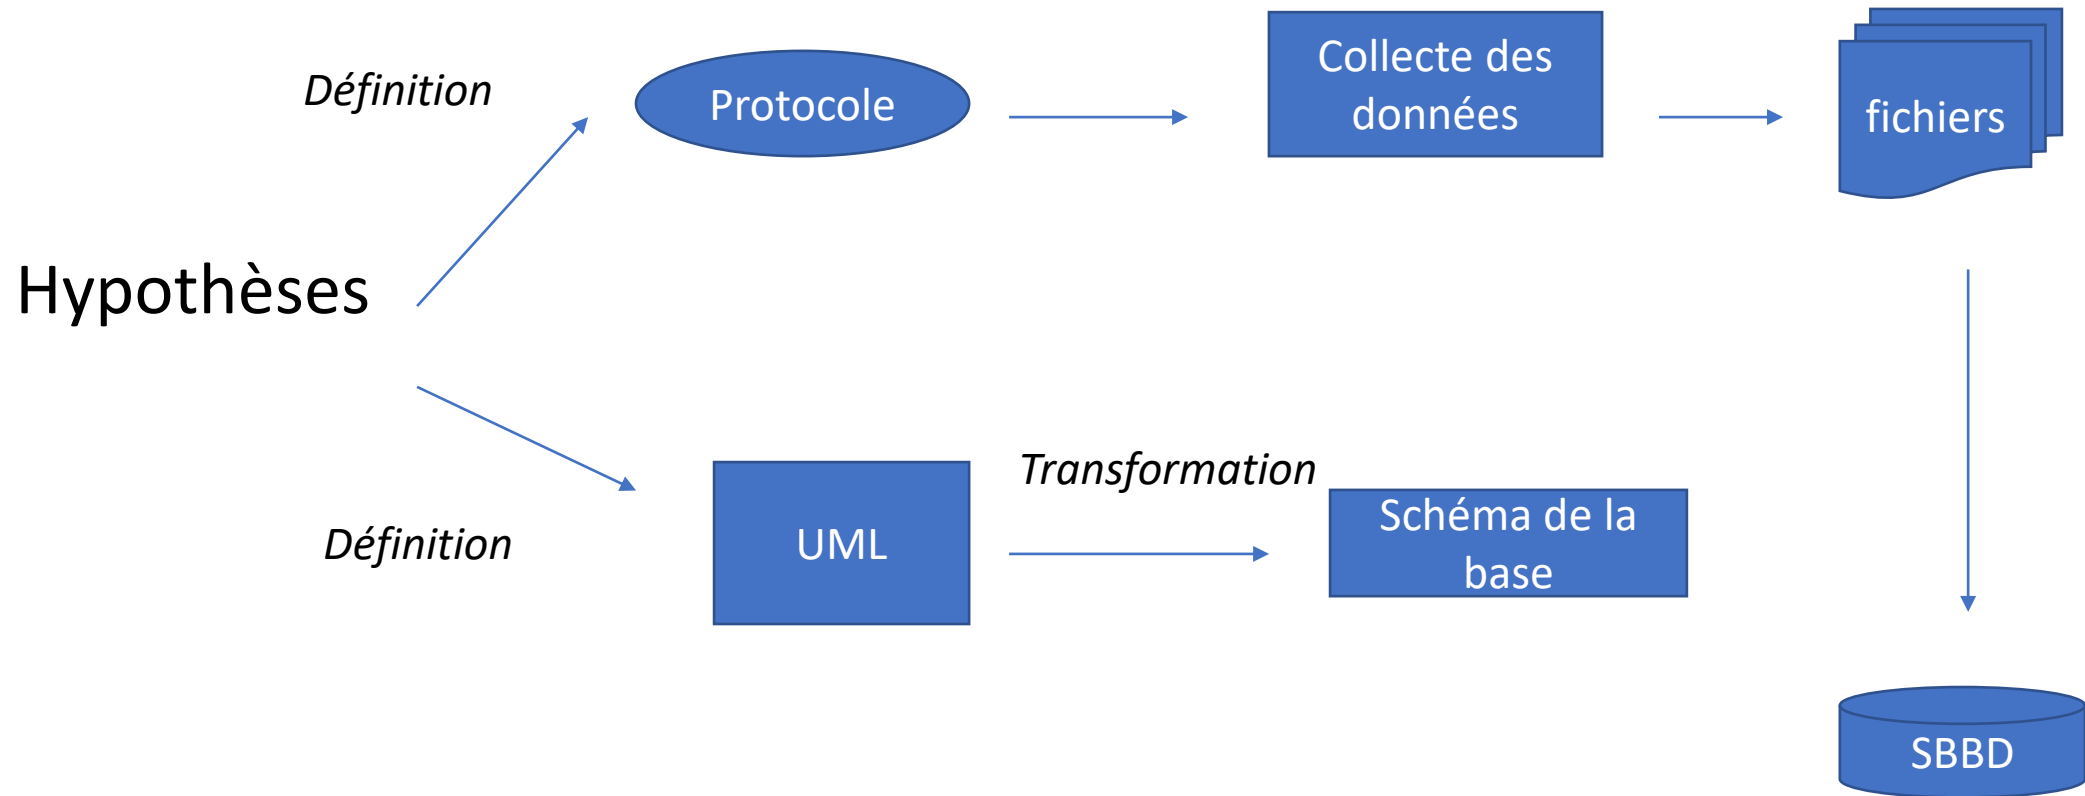 Définition
Protocole
Collecte des
données
fichiers
Hypothèses
Définition
UML
Transformation
Schéma de la
base
SBBD